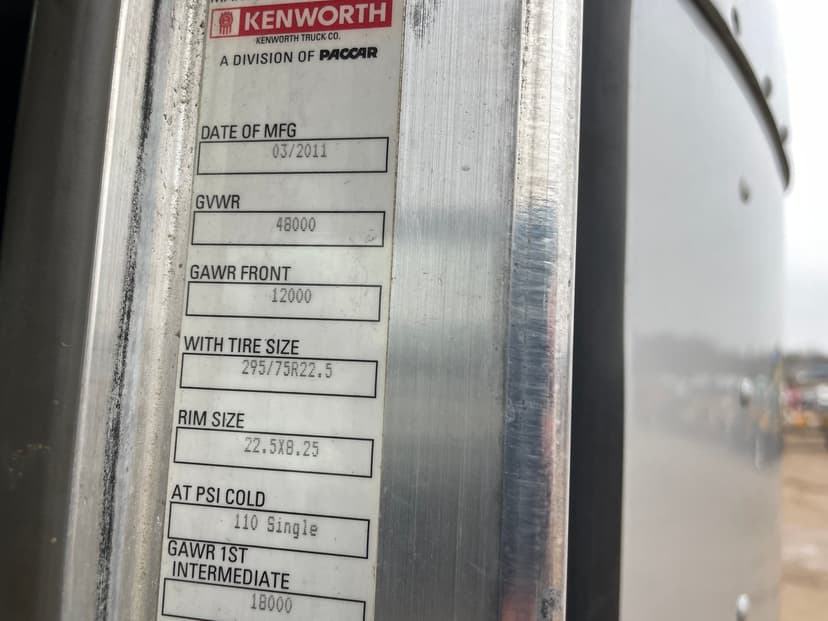 KENWORTH
KENWORTH TRUCK CO.
A DIVISION OF PACCAR
DATE OF MFG
03/2011
GVWR
48000
GAWR FRONT
12000
WITH TIRE SIZE
295/75R22.5
RIM SIZE
22.5X8.25
AT PSI COLD
110 Single
GAWR 1ST
INTERMEDIATE
18000